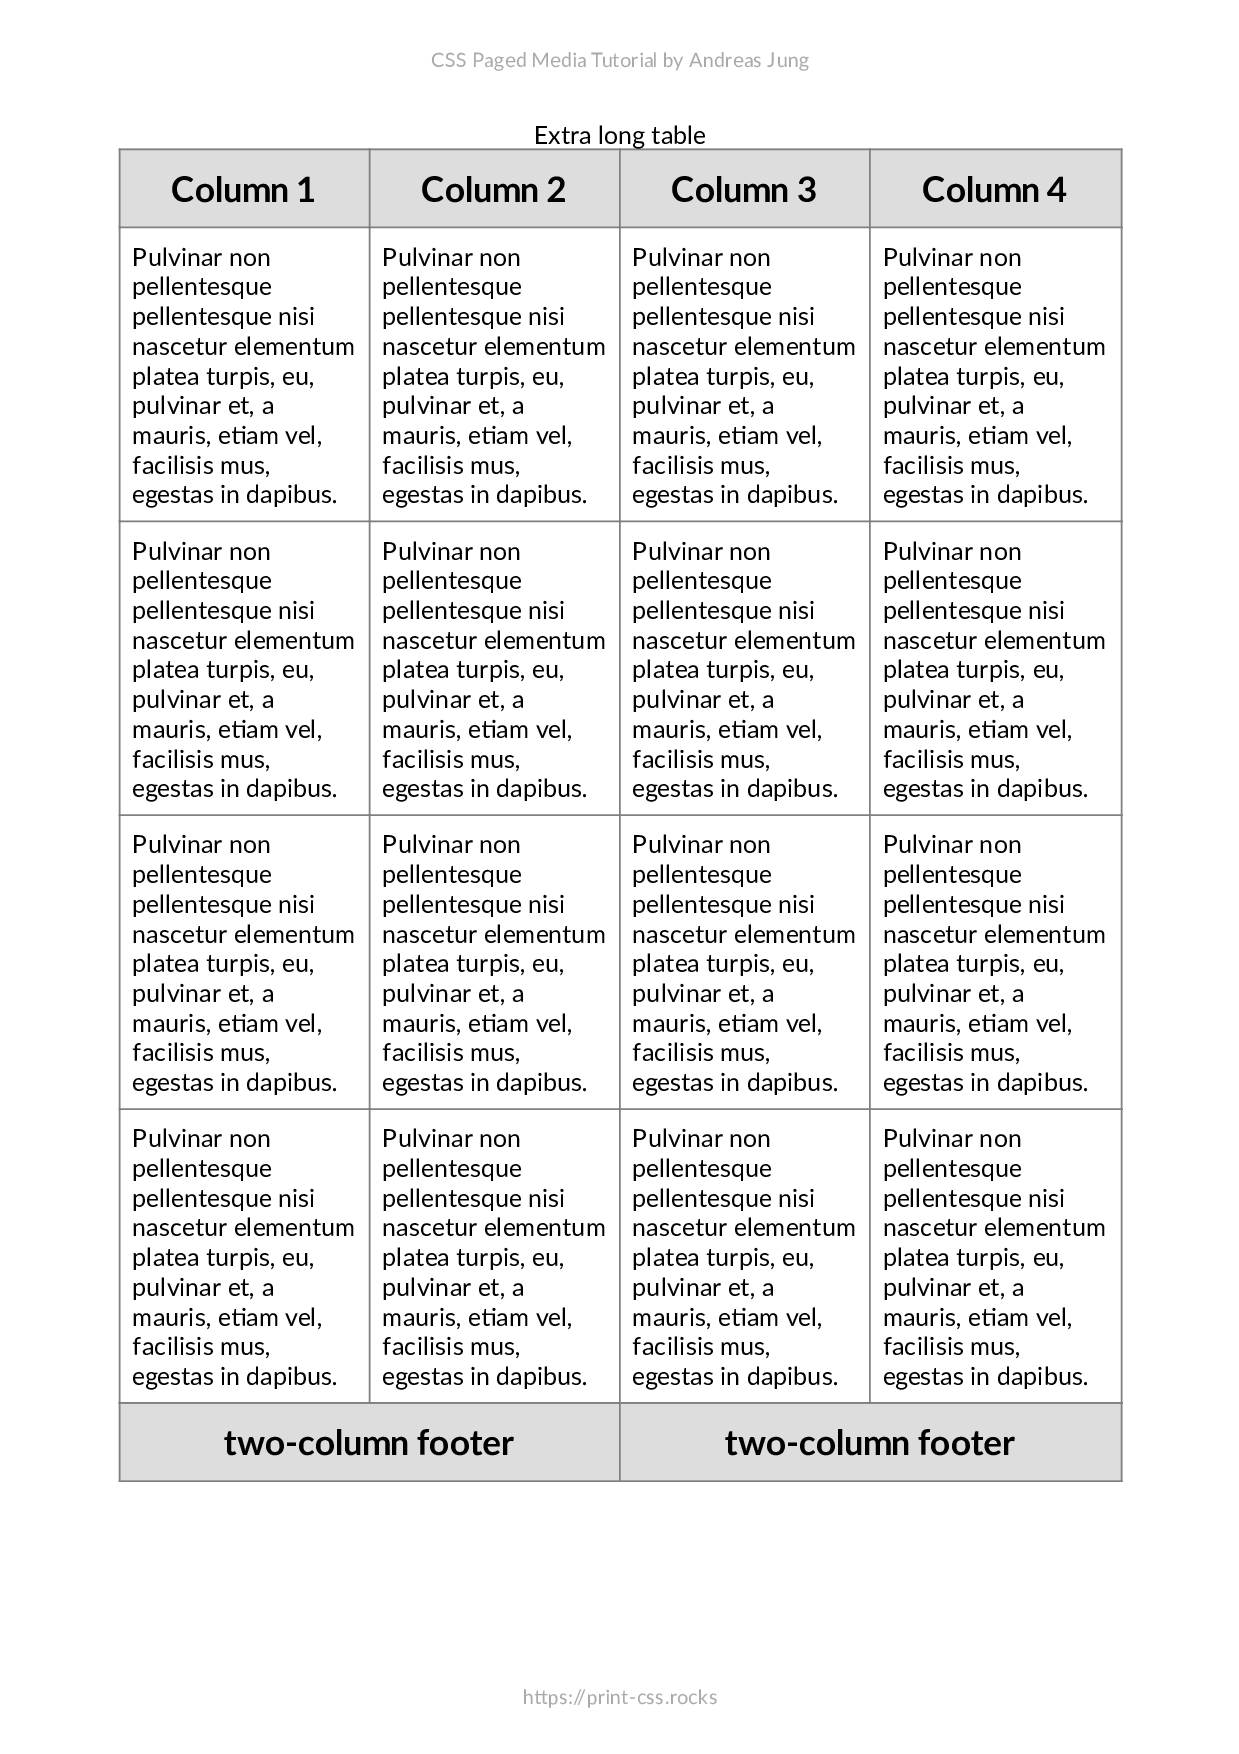 CSS Paged Media Tutorial by Andreas Jung
Extra long table
Column 1 Column 2 Column 3 Column 4
Pulvinar non Pulvinar non Pulvinar non Pulvinar non
pellentesque pellentesque pellentesque pellentesque
pellentesque nisi pellentesque nisi pellentesque nisi pellentesque nisi
nascetur elementum nascetur elementum nascetur elementum nascetur elementum
platea turpis, eu, platea turpis, eu, platea turpis, eu, platea turpis, eu,
pulvinar et, a pulvinar et, a pulvinar et, a pulvinar et, a
mauris, etiam vel, mauris, etiam vel, mauris, etiam vel, mauris, etiam vel,
facilisis mus, facilisis mus, facilisis mus, facilisis mus,
egestas in dapibus. egestas in dapibus. egestas in dapibus. egestas in dapibus.
Pulvinar non Pulvinar non Pulvinar non Pulvinar non
pellentesque pellentesque pellentesque pellentesque
pellentesque nisi pellentesque nisi pellentesque nisi pellentesque nisi
nascetur elementum nascetur elementum nascetur elementum nascetur elementum
platea turpis, eu, platea turpis, eu, platea turpis, eu, platea turpis, eu,
pulvinar et, a pulvinar et, a pulvinar et, a pulvinar et, a
mauris, etiam vel, mauris, etiam vel, mauris, etiam vel, mauris, etiam vel,
facilisis mus, facilisis mus, facilisis mus, facilisis mus,
egestas in dapibus. egestas in dapibus. egestas in dapibus. egestas in dapibus.
Pulvinar non Pulvinar non Pulvinar non Pulvinar non
pellentesque pellentesque pellentesque pellentesque
pellentesque nisi pellentesque nisi pellentesque nisi pellentesque nisi
nascetur elementum nascetur elementum nascetur elementum nascetur elementum
platea turpis, eu, platea turpis, eu, platea turpis, eu, platea turpis, eu,
pulvinar et, a pulvinar et, a pulvinar et, a pulvinar et, a
mauris, etiam vel, mauris, etiam vel, mauris, etiam vel, mauris, etiam vel,
facilisis mus, facilisis mus, facilisis mus, facilisis mus,
egestas in dapibus. egestas in dapibus. egestas in dapibus. egestas in dapibus.
Pulvinar non Pulvinar non Pulvinar non Pulvinar non
pellentesque pellentesque pellentesque pellentesque
pellentesque nisi pellentesque nisi pellentesque nisi pellentesque nisi
nascetur elementum nascetur elementum nascetur elementum nascetur elementum
platea turpis, eu, platea turpis, eu, platea turpis, eu, platea turpis, eu,
pulvinar et, a pulvinar et, a pulvinar et, a pulvinar et, a
mauris, etiam vel, mauris, etiam vel, mauris, etiam vel, mauris, etiam vel,
facilisis mus, facilisis mus, facilisis mus, facilisis mus,
egestas in dapibus. egestas in dapibus. egestas in dapibus. egestas in dapibus.
two-column footer two-column footer
https://print-css.rocks